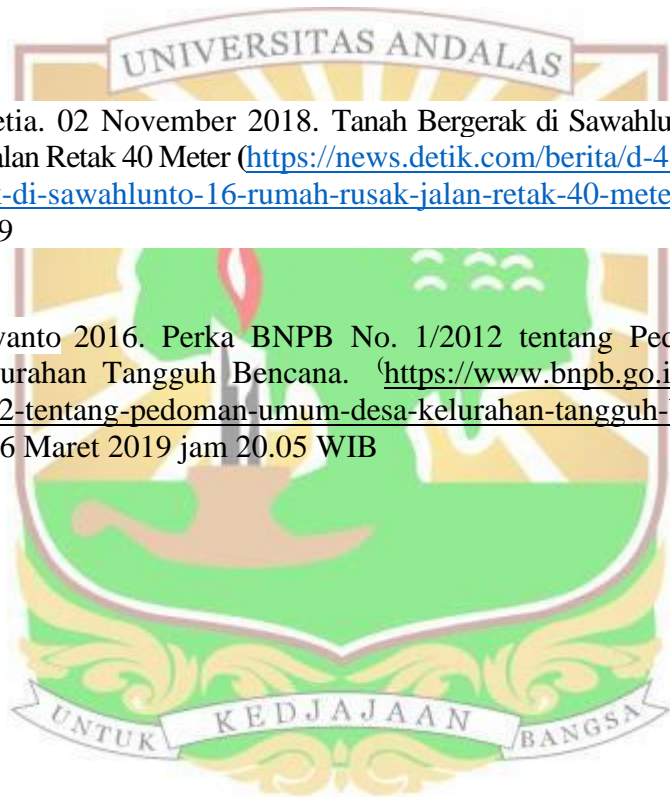 UNIVERSITAS ANDALAS
etia. 02 November 2018. Tanah Bergerak di Sawahlu
alan Retak 40 Meter (https://news.detik.com/berita/d-4
-di-sawahlunto-16-rumah-rusak-jalan-retak-40-mete
9
yanto 2016. Perka BNPB No. 1/2012 tentang Ped
urahan Tangguh Bencana. (https://www.bnpb.go.i
2-tentang-pedoman-umum-desa-kelurahan-tangguh-
6 Maret 2019 jam 20.05 WIB
UNTUK KEDJAJAAN BANGSA